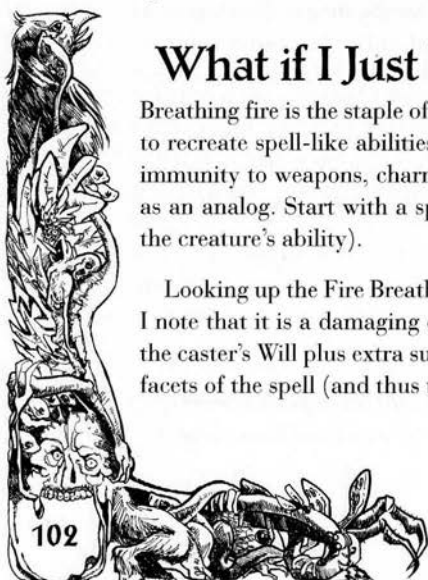 What if I Just
Breathing fire is the staple of
to recreate spell-like abilities
immunity to weapons, charn
as an analog. Start with a sp
the creature's ability).
Looking up the Fire Breath
I note that it is a damaging
the caster's Will plus extra su
facets of the spell (and thus
102